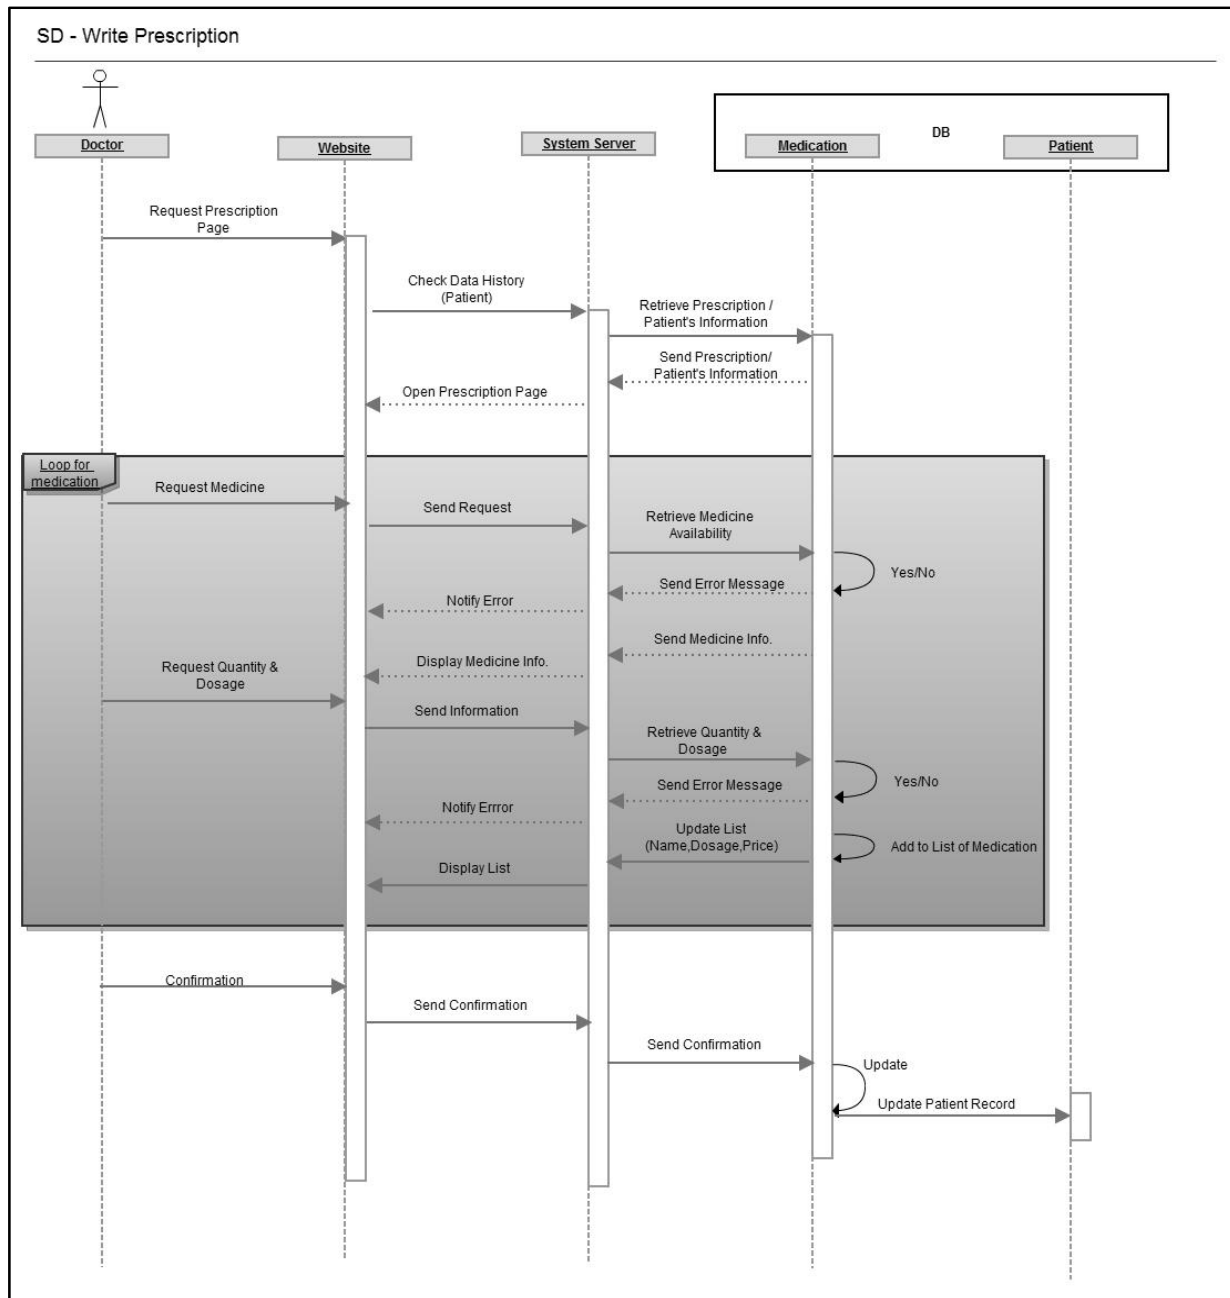 SD - Write Prescription
DB
Doctor
Website
System Server
Medication
Patient
Request Prescription
Page
Check Data History
(Patient)
Retrieve Prescription /
Patient's Information
Send Prescription/
Patient's Information
Open Prescription Page
Loop for
medication
Request Medicine
Send Request
Retrieve Medicine
Availability
Yes/No
Send Error Message
Notify Error
Send Medicine Info.
Display Medicine Info.
Request Quantity &
Dosage
Send Information
Retrieve Quantity &
Dosage
Yes/No
Send Error Message
Notify Errror
Update List
(Name,Dosage,Price)
Add to List of Medication
Display List
Confirmation
Send Confirmation
Send Confirmation
Update
Update Patient Record